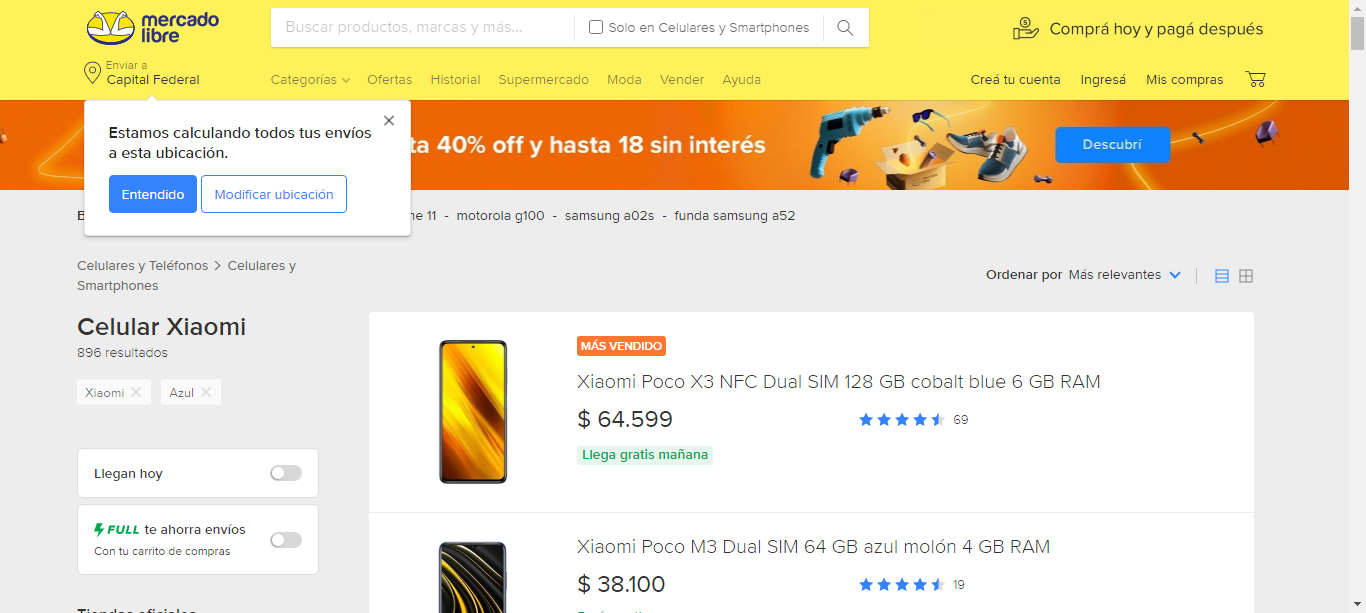 mercado
libre
Buscar productos, marcas y más...
Solo en Celulares y Smartphones
Comprá hoy y pagá después
Enviar a
Capital Federal
Categorías
Ofertas
Historial
Supermercado
Moda
Vender
Ayuda
Creá tu cuenta
Ingresá
Mis compras
Estamos calculando todos tus envíos
a esta ubicación.
Entendido
Modificar ubicación
40% off y hasta 18 sin interés
Descubrí
11 - motorola g100 - samsung a02s - funda samsung a52
Celulares y Teléfonos > Celulares y
Smartphones
Ordenar por Más relevantes
Celular Xiaomi
896 resultados
Xiaomi
Azul
Llegan hoy
FULL te ahorra envíos
Con tu carrito de compras
Tiendas oficiales
MÁS VENDIDO
Xiaomi Poco X3 NFC Dual SIM 128 GB cobalt blue 6 GB RAM
$ 64.599
69
Llega gratis mañana
Xiaomi Poco M3 Dual SIM 64 GB azul molón 4 GB RAM
$ 38.100
19